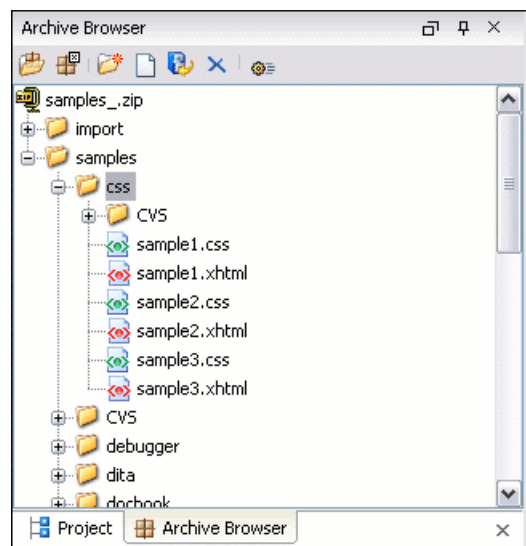 Archive Browser
samples_.zip
import
samples
css
CVS
sample1.css
sample1.xhtml
sample2.css
sample2.xhtml
sample3.css
sample3.xhtml
CVS
debugger
dita
docbook
Project Archive Browser